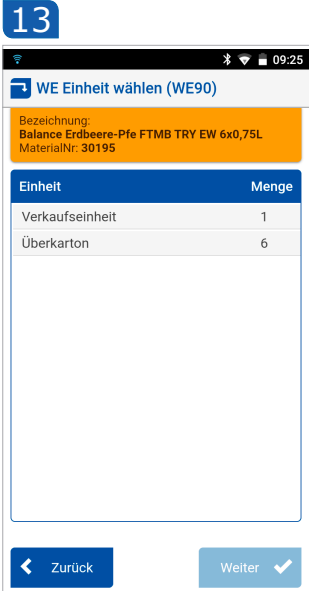 13
09:25
WE Einheit wählen (WE90)
Bezeichnung:
Balance Erdbeere-Pfe FTMB TRY EW 6x0,75L
MaterialNr: 30195
Einheit Menge
Verkaufseinheit 1
Überkarton 6
Zurück Weiter